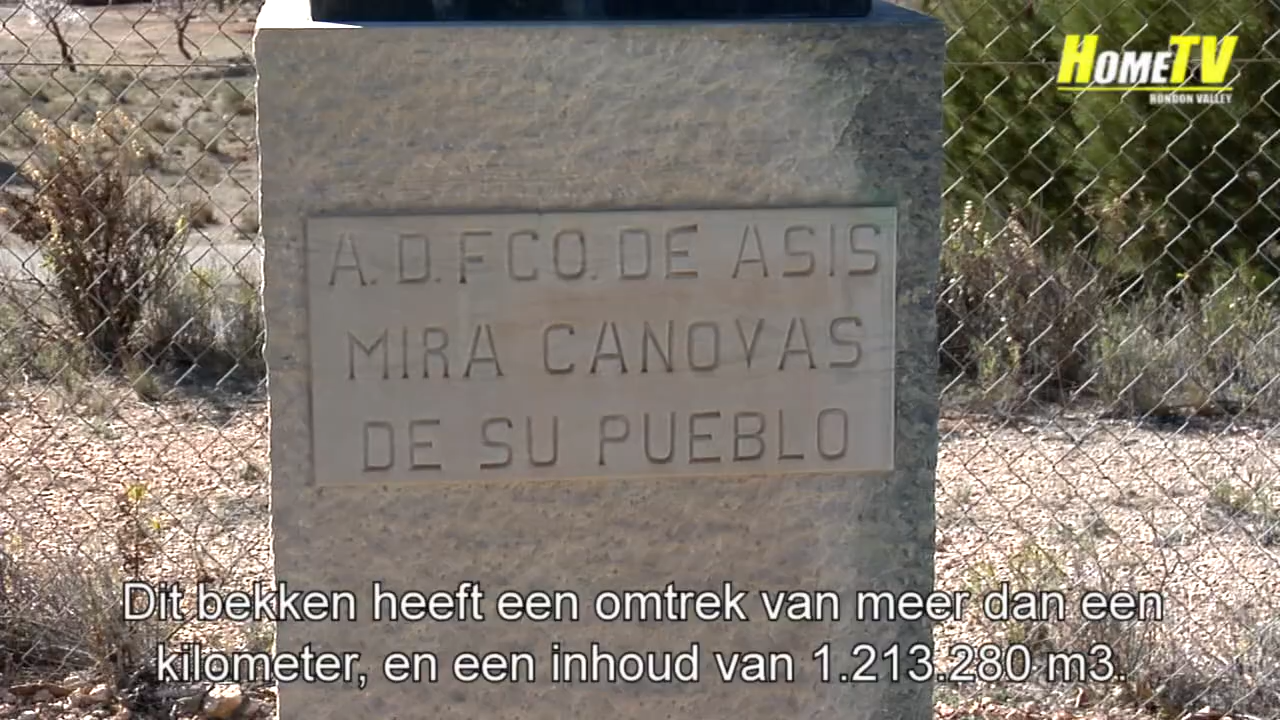 HOMETV
RONDON VALLEY
A. D. FCO. DE ASIS
MIRA CANOVAS
DE SU PUEBLO
Dit bekken heeft een omtrek van meer dan een
kilometer, en een inhoud van 1.213.280 m3.